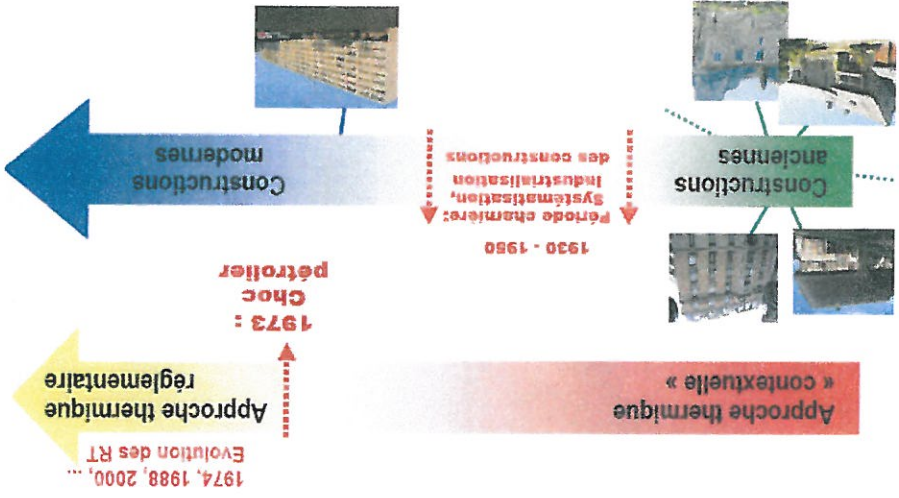 1974, 1988, 2000, ...
Evolution des RT
Approche thermique
« contextuelle »
Approche thermique
réglementaire
1973 :
Choc
pétrolier
1930 - 1950
Période charnière:
Systématisation,
Industrialisation
des constructions
Constructions
anciennes
Constructions
modernes